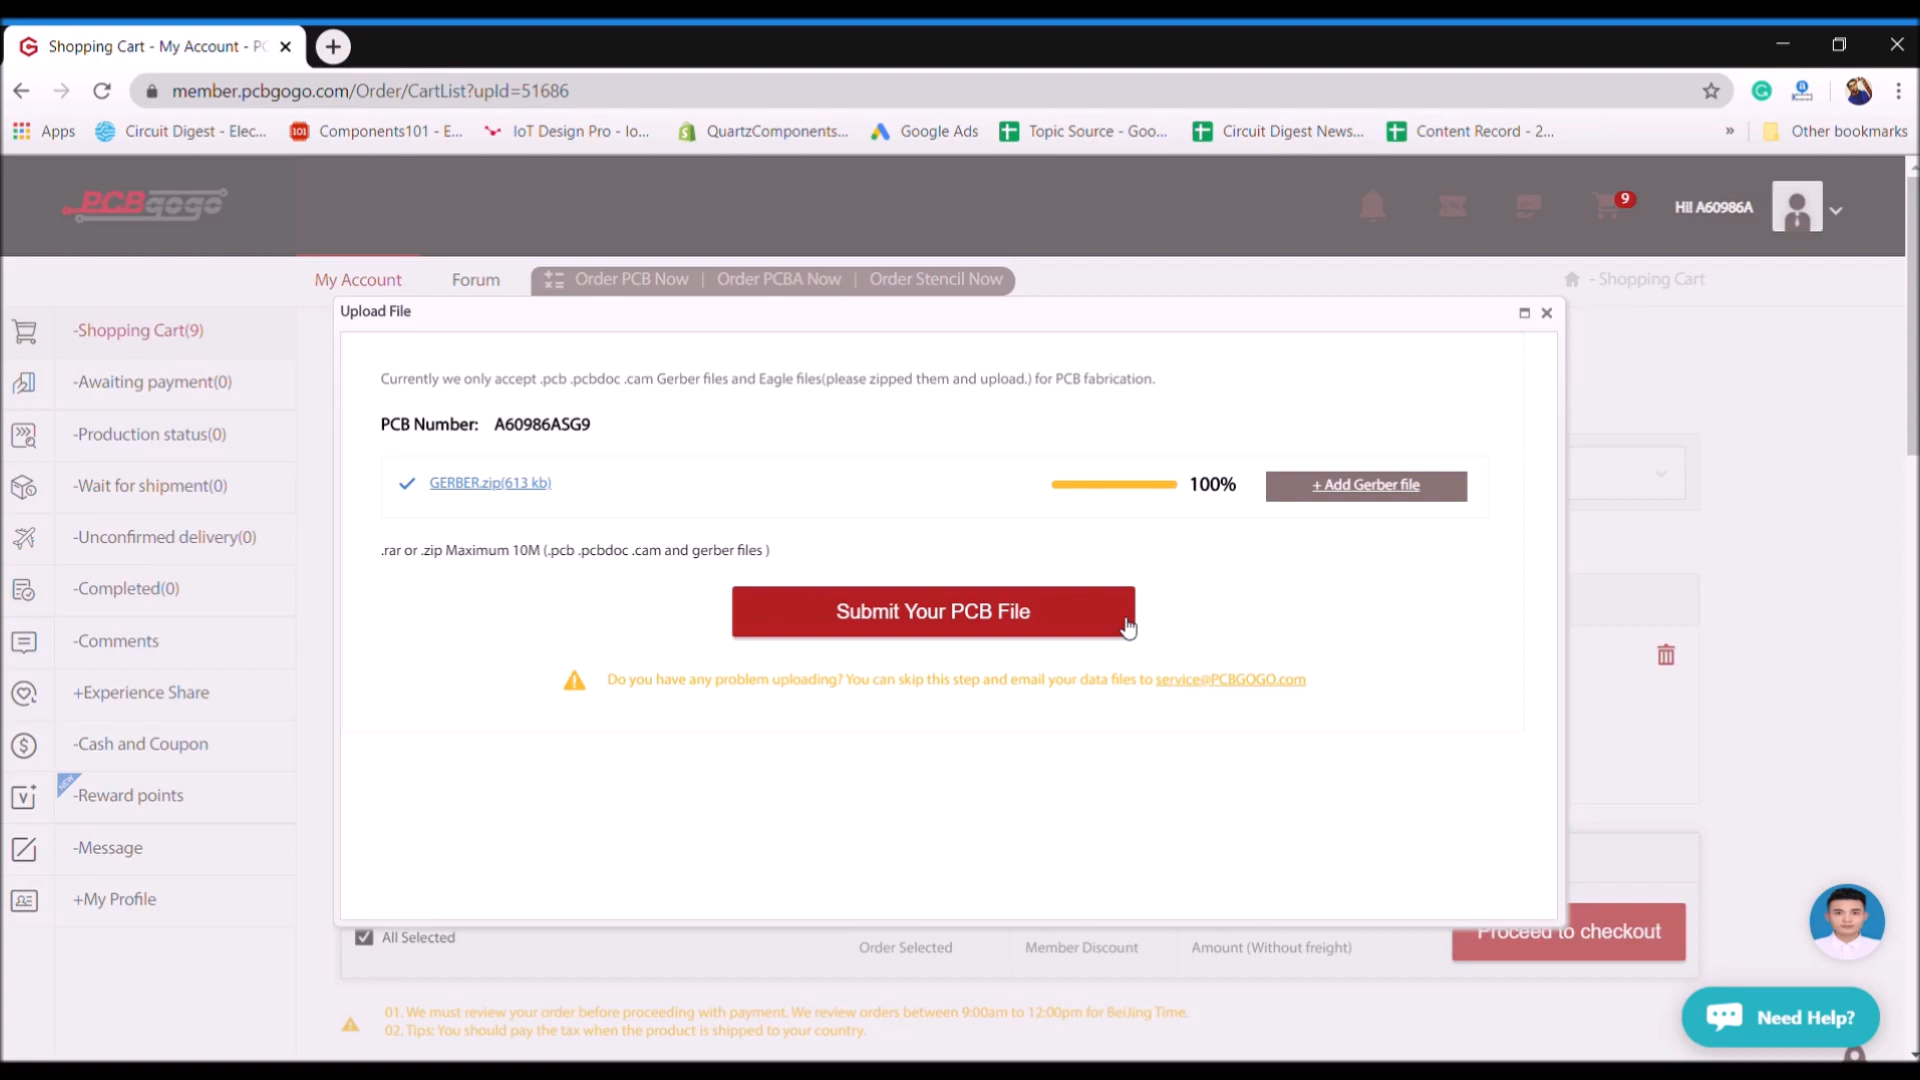 Shopping Cart - My Account - PC
member.pcbgogo.com/Order/CartList?upId=51686
Apps
Circuit Digest - Elec...
101
Components101 - E...
IoT Design Pro - Io...
QuartzComponents...
Google Ads
Topic Source - Goo...
Circuit Digest News...
Content Record - 2...
»
Other bookmarks
PCBgogo
9
Hi! A60986A
My Account
Forum
Order PCB Now | Order PCBA Now | Order Stencil Now
- Shopping Cart
-Shopping Cart(9)
-Awaiting payment(0)
-Production status(0)
-Wait for shipment(0)
-Unconfirmed delivery(0)
-Completed(0)
-Comments
+Experience Share
-Cash and Coupon
NEW
-Reward points
-Message
+My Profile
Upload File
Currently we only accept .pcb .pcbdoc .cam Gerber files and Eagle files(please zipped them and upload.) for PCB fabrication.
PCB Number: A60986ASG9
GERBER.zip(613 kb)
100%
+ Add Gerber file
.rar or .zip Maximum 10M (.pcb .pcbdoc .cam and gerber files )
Submit Your PCB File
Do you have any problem uploading? You can skip this step and email your data files to service@PCBGOGO.com
All Selected
Order Selected
Member Discount
Amount (Without freight)
Proceed to checkout
01. We must review your order before proceeding with payment. We review orders between 9:00am to 12:00pm for BeiJing Time.
02. Tips: You should pay the tax when the product is shipped to your country.
Need Help?